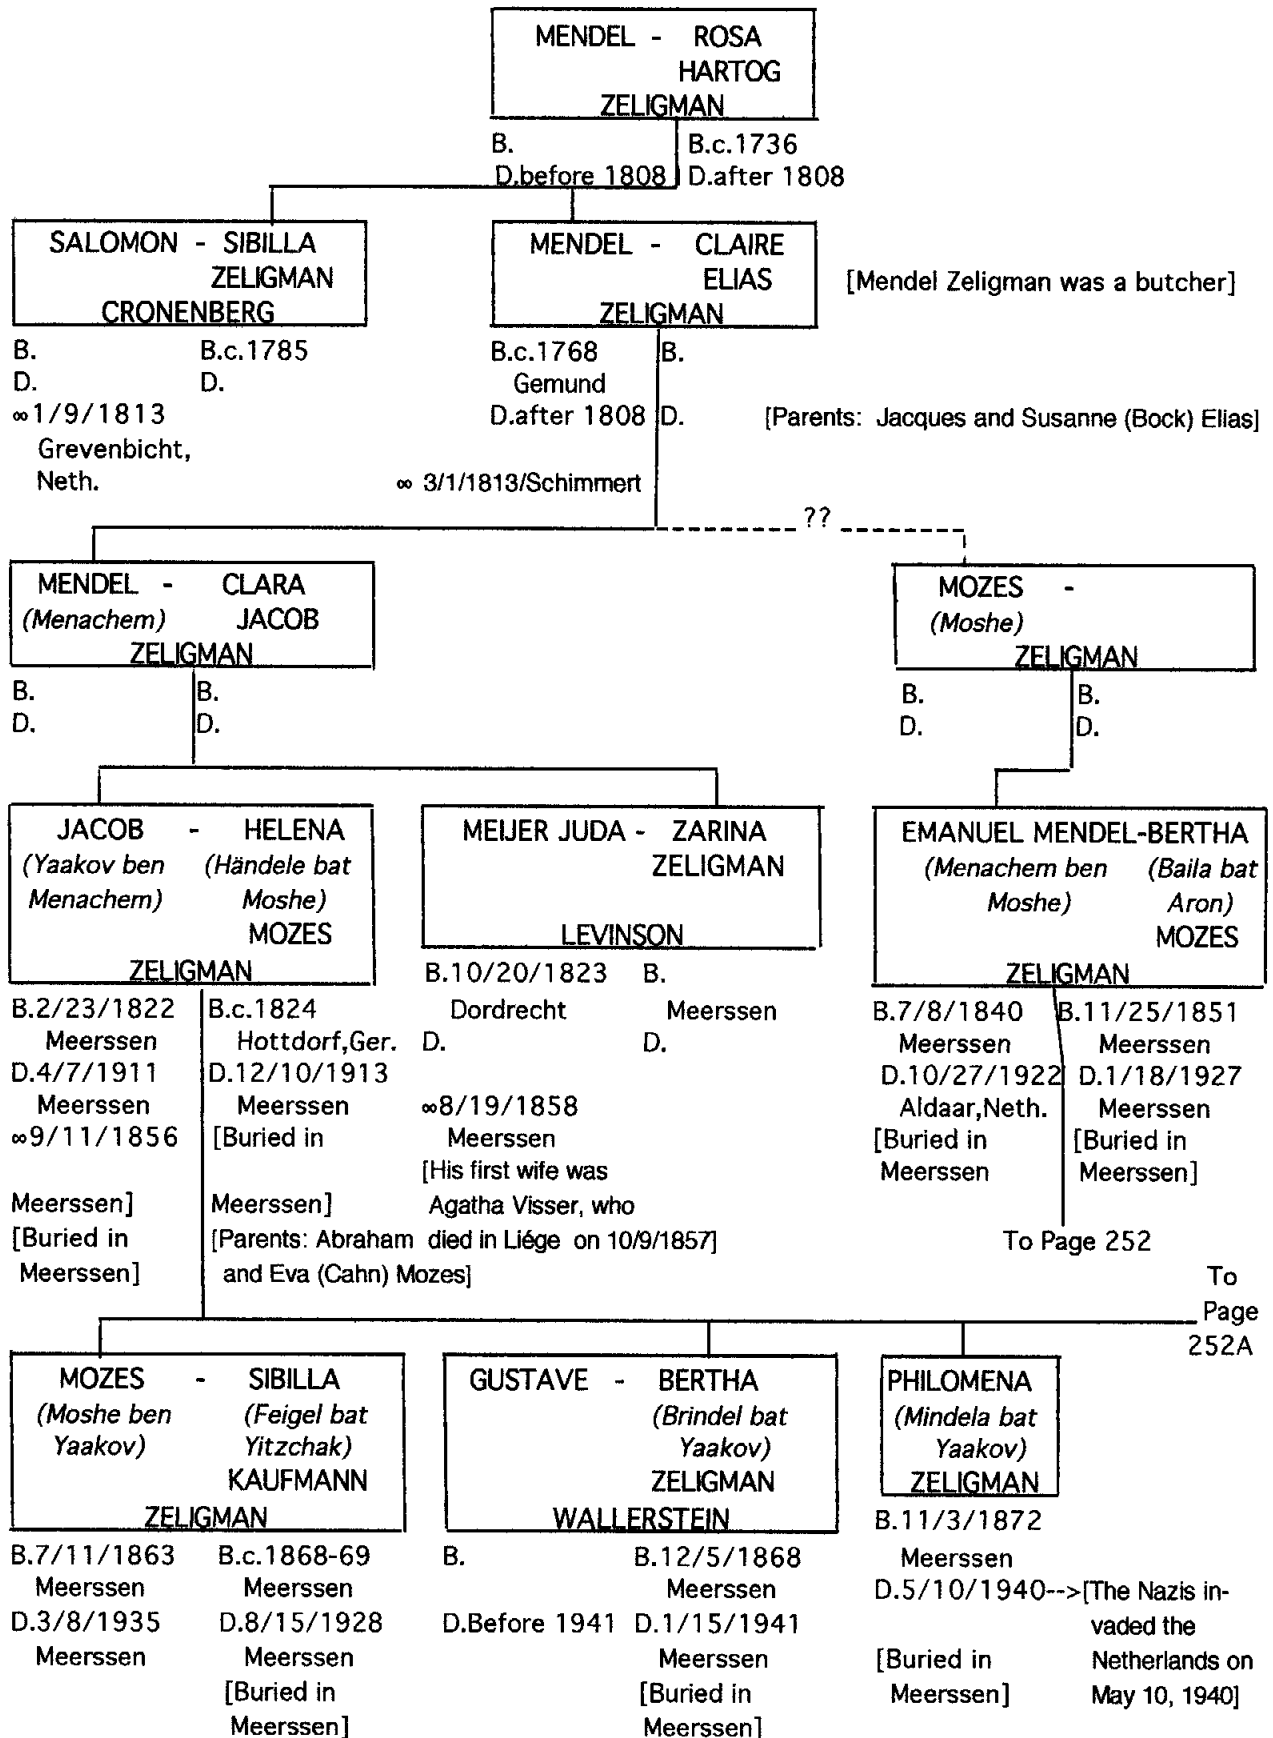 MENDEL - ROSA
HARTOG
ZELIGMAN
B. B.c.1736
D.before 1808 D.after 1808
SALOMON - SIBILLA
ZELIGMAN
CRONENBERG
B. B.c.1785
D. D.
∞1/9/1813
Grevenbicht,
Neth.
MENDEL - CLAIRE
ELIAS
ZELIGMAN
[Mendel Zeligman was a butcher]
B.c.1768 B.
Gemund
D.after 1808 D.
[Parents: Jacques and Susanne (Bock) Elias]
∞ 3/1/1813/Schimmert
??
MENDEL - CLARA
(Menachem) JACOB
ZELIGMAN
B. B.
D. D.
MOZES -
(Moshe)
ZELIGMAN
B. B.
D. D.
JACOB - HELENA
(Yaakov ben (Händele bat
Menachem) Moshe)
MOZES
ZELIGMAN
B.2/23/1822 B.c.1824
Meerssen Hottdorf,Ger.
D.4/7/1911 D.12/10/1913
Meerssen Meerssen
∞9/11/1856 [Buried in
Meerssen] Meerssen]
[Buried in [Parents: Abraham
Meerssen] and Eva (Cahn) Mozes]
MEIJER JUDA - ZARINA
ZELIGMAN
LEVINSON
B.10/20/1823 B.
Dordrecht Meerssen
D. D.
∞8/19/1858
Meerssen
[His first wife was
Agatha Visser, who
died in Liége on 10/9/1857]
EMANUEL MENDEL-BERTHA
(Menachem ben (Baila bat
Moshe) Aron)
MOZES
ZELIGMAN
B.7/8/1840 B.11/25/1851
Meerssen Meerssen
D.10/27/1922 D.1/18/1927
Aldaar,Neth. Meerssen
[Buried in [Buried in
Meerssen Meerssen]
To Page 252
To
Page
252A
MOZES - SIBILLA
(Moshe ben (Feigel bat
Yaakov) Yitzchak)
KAUFMANN
ZELIGMAN
B.7/11/1863 B.c.1868-69
Meerssen Meerssen
D.3/8/1935 D.8/15/1928
Meerssen Meerssen
[Buried in
Meerssen]
GUSTAVE - BERTHA
(Brindel bat
Yaakov)
ZELIGMAN
WALLERSTEIN
B. B.12/5/1868
Meerssen
D.Before 1941 D.1/15/1941
Meerssen
[Buried in
Meerssen]
PHILOMENA
(Mindela bat
Yaakov)
ZELIGMAN
B.11/3/1872
Meerssen
D.5/10/1940-->[The Nazis in-
vaded the
[Buried in Netherlands on
Meerssen] May 10, 1940]